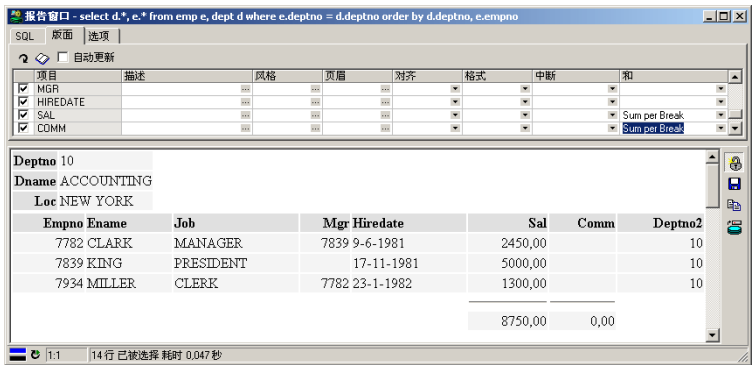 报告窗口 - select d.*, e.* from emp e, dept d where e.deptno = d.deptno order by d.deptno, e.empno
SQL 版面 选项
自动更新
项目 描述 风格 页眉 对齐 格式 中断 和
MGR
HIREDATE
SAL Sum per Break
COMM Sum per Break
Deptno 10
Dname ACCOUNTING
Loc NEW YORK
Empno Ename Job Mgr Hiredate Sal Comm Deptno2
7782 CLARK MANAGER 7839 9-6-1981 2450,00 10
7839 KING PRESIDENT 17-11-1981 5000,00 10
7934 MILLER CLERK 7782 23-1-1982 1300,00 10
8750,00 0,00
1:1 14 行 已被选择 耗时 0,047 秒